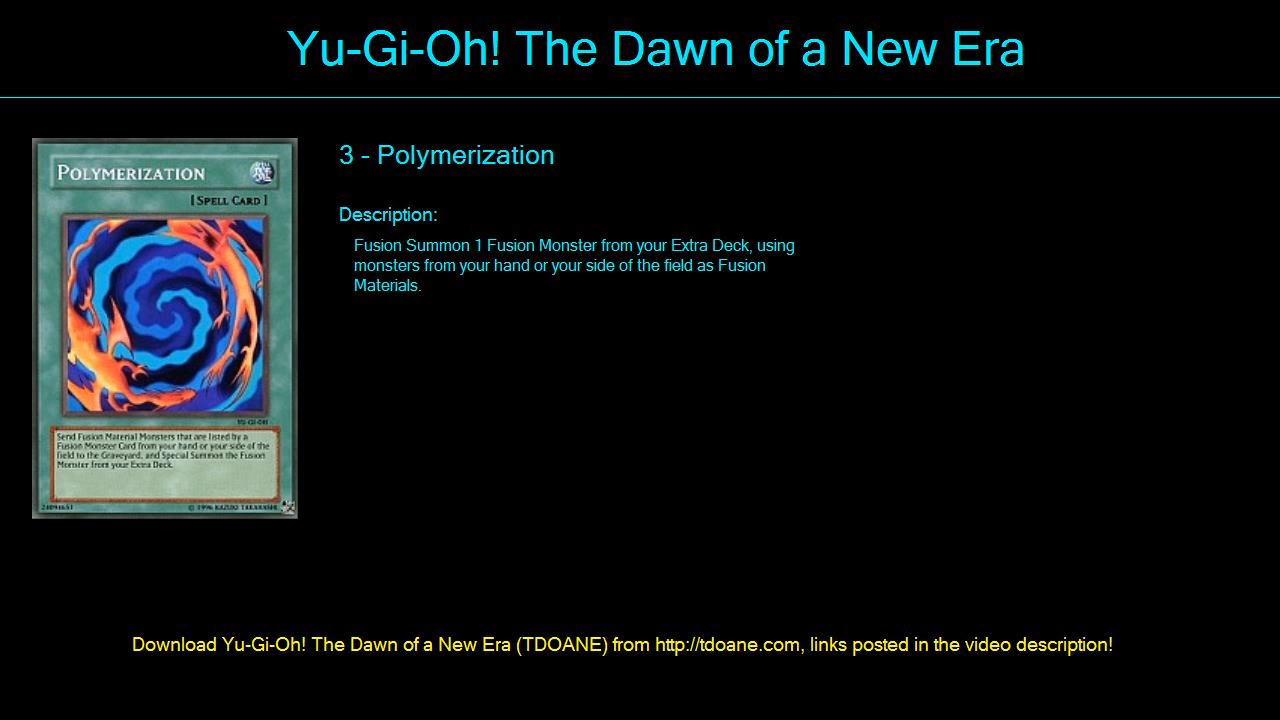 Yu-Gi-Oh! The Dawn of a New Era
POLYMERIZATION
[ SPELL CARD ]
YU-GI-OH
Send Fusion Material Monsters that are listed by a
Fusion Monster Card from your hand or your side of the
field to the Graveyard, and Special Summon the Fusion
Monster from your Extra Deck.
24094653
© 1996 KAZUKI TAKAHASHI
3 - Polymerization
Description:
Fusion Summon 1 Fusion Monster from your Extra Deck, using
monsters from your hand or your side of the field as Fusion
Materials.
Download Yu-Gi-Oh! The Dawn of a New Era (TDOANE) from http://tdoane.com, links posted in the video description!